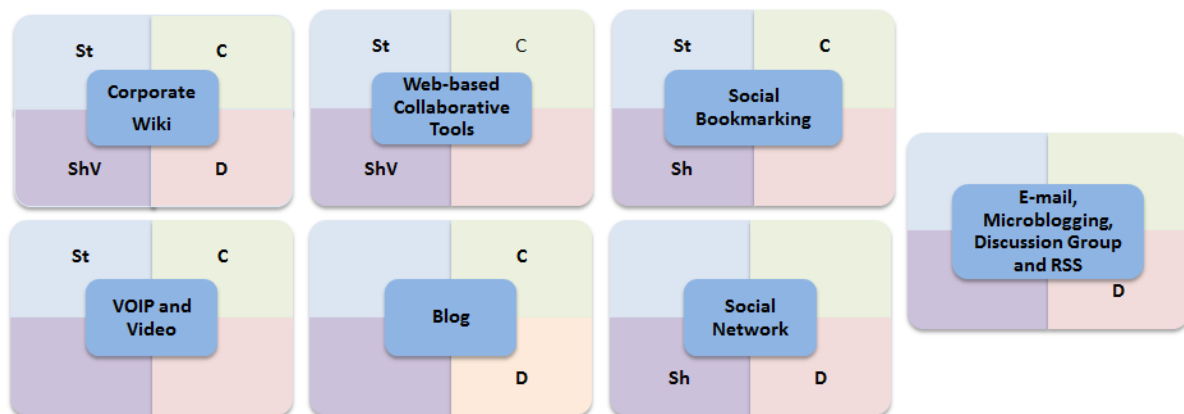 St C
Corporate
Wiki
ShV D
St C
Web-based
Collaborative
Tools
ShV
St C
Social
Bookmarking
Sh
E-mail,
Microblogging,
Discussion Group
and RSS
D
St C
VOIP and
Video
C
Blog
D
Social
Network
Sh D